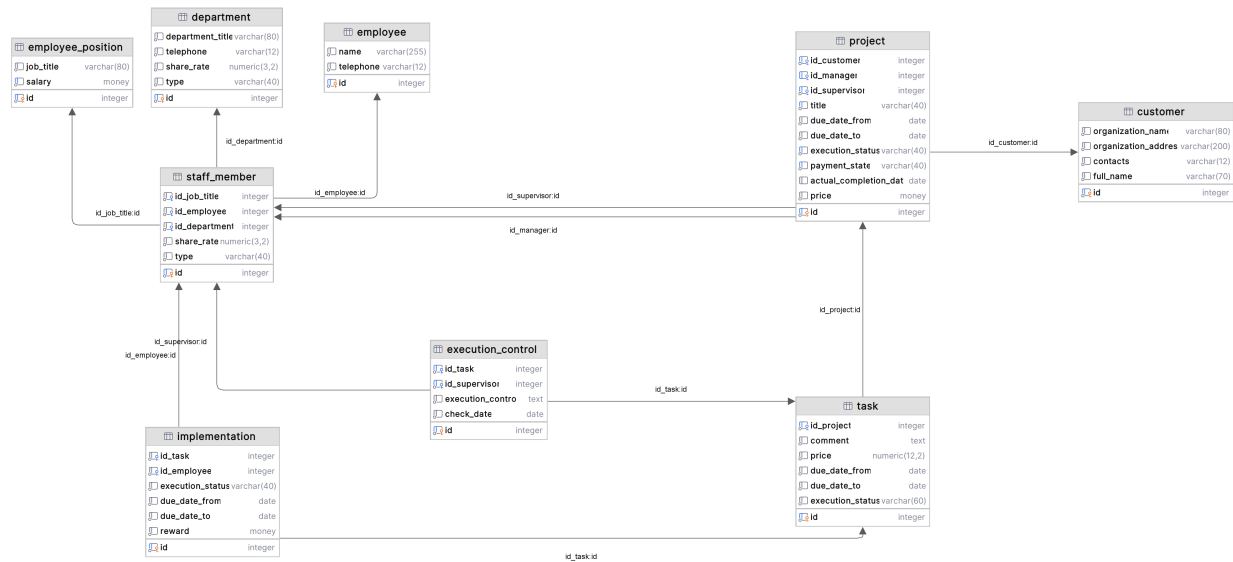 employee_position
job_title varchar(80)
salary money
id integer
department
department_title varchar(80)
telephone varchar(12)
share_rate numeric(3,2)
type varchar(40)
id integer
employee
name varchar(255)
telephone varchar(12)
id integer
project
id_customer integer
id_manager integer
id_supervisor integer
title varchar(40)
due_date_from date
due_date_to date
execution_status varchar(40)
payment_state varchar(40)
actual_completion_dat date
price money
id integer
customer
organization_name varchar(80)
organization_addres varchar(200)
contacts varchar(12)
full_name varchar(70)
id integer
id_customer:id
id_department:id
staff_member
id_job_title integer
id_employee integer
id_department integer
share_rate numeric(3,2)
type varchar(40)
id integer
id_employee:id
id_job_title:id
id_supervisor:id
id_manager:id
id_project:id
id_supervisor:id
id_employee:id
execution_control
id_task integer
id_supervisor integer
execution_contro text
check_date date
id integer
id_task:id
task
id_project integer
comment text
price numeric(12,2)
due_date_from date
due_date_to date
execution_status varchar(60)
id integer
implementation
id_task integer
id_employee integer
execution_status varchar(40)
due_date_from date
due_date_to date
reward money
id integer
id_task:id